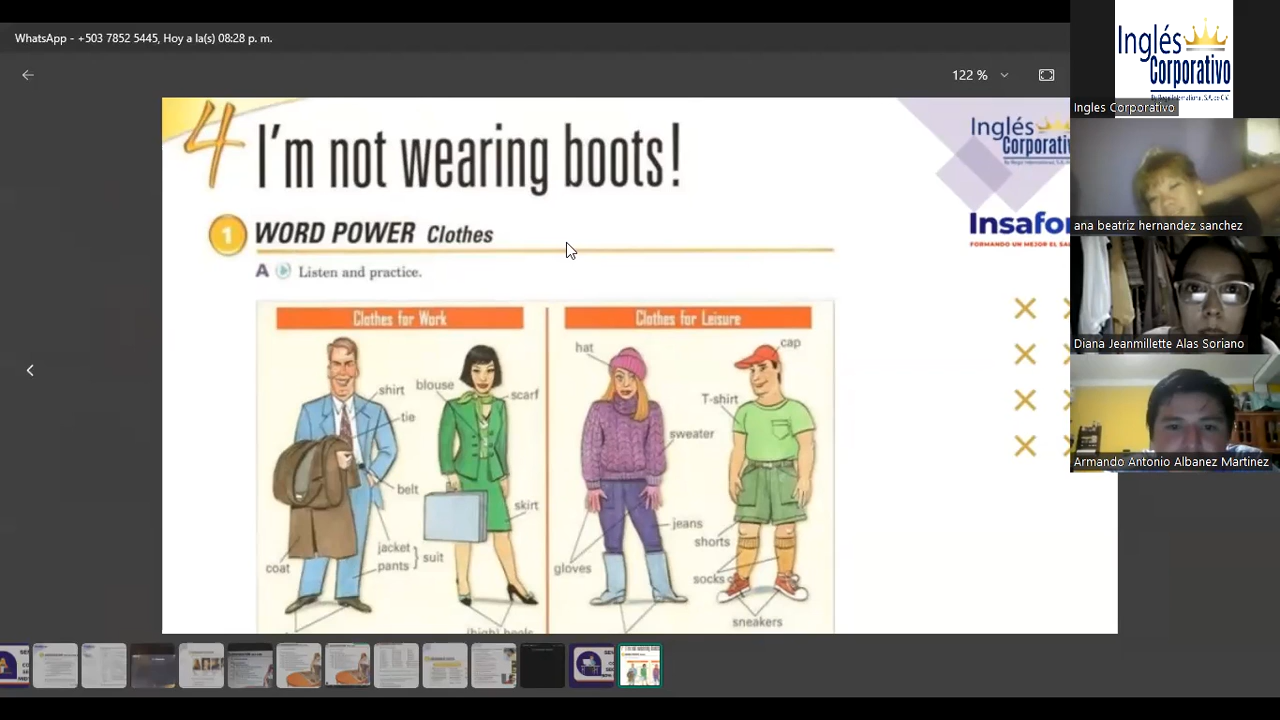 WhatsApp - +503 7852 5445, Hoy a la(s) 08:28 p. m.
122 %
4 I'm not wearing boots!
Inglés
Corporati
1 WORD POWER Clothes
Insafo
FORMANDO UN MEJOR EL SA
A Listen and practice.
Clothes for Work
Clothes for Leisure
hat
cap
shirt
blouse
scarf
T-shirt
tie
sweater
belt
skirt
jeans
shorts
jacket
pants
suit
coat
gloves
socks
sneakers
(high) heels
Inglés
Corporativo
Ingles Corporativo
ana beatriz hernandez sanchez
Diana Jeanmillette Alas Soriano
Armando Antonio Albanez Martinez